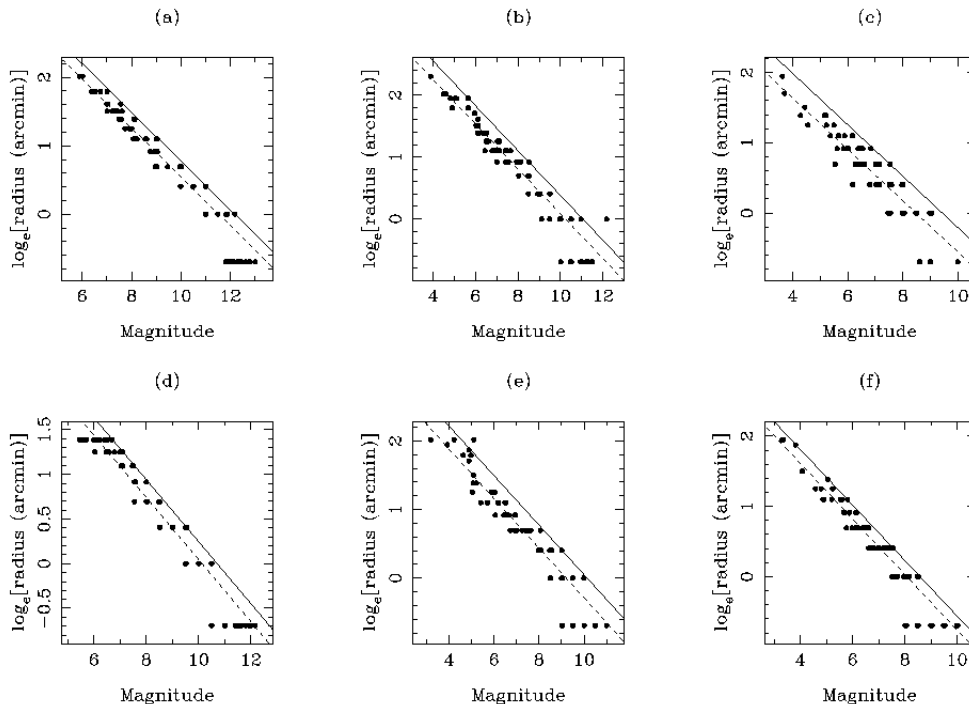 (a) (b) (c)
log_e[radius (arcmin)]
2
1
0
6 8 10 12
Magnitude
log_e[radius (arcmin)]
2
1
0
4 6 8 10 12
Magnitude
log_e[radius (arcmin)]
2
1
0
4 6 8 10
Magnitude
(d) (e) (f)
log_e[radius (arcmin)]
1.5
1
0.5
0
−0.5
6 8 10 12
Magnitude
log_e[radius (arcmin)]
2
1
0
4 6 8 10
Magnitude
log_e[radius (arcmin)]
2
1
0
4 6 8 10
Magnitude